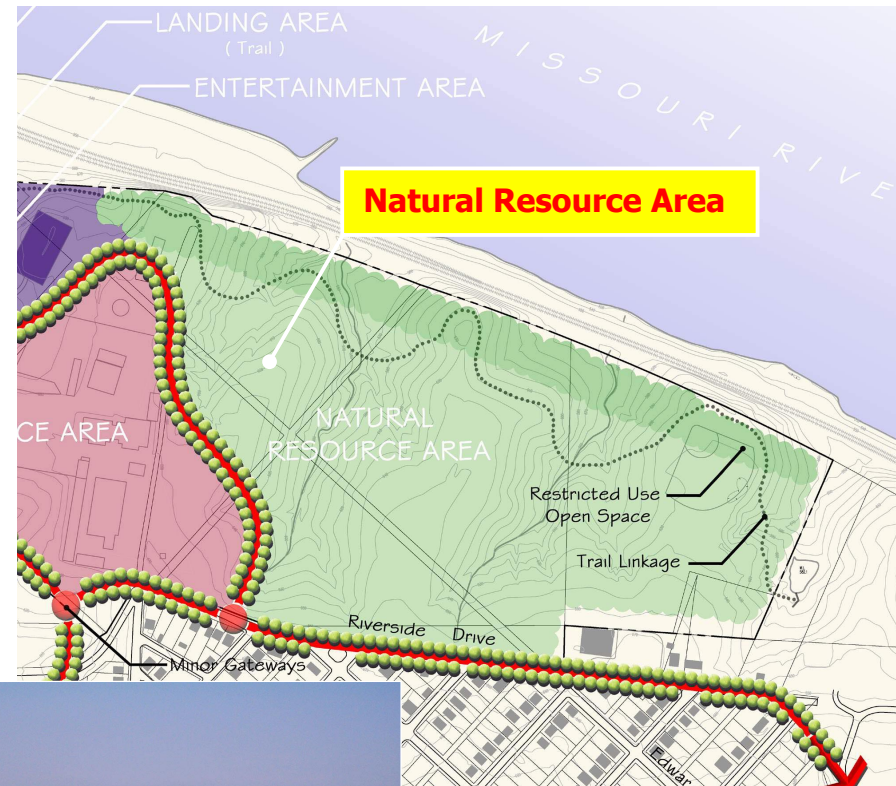 LANDING AREA
( Trail )
ENTERTAINMENT AREA
MISSOURI RIVE
Natural Resource Area
CE AREA
NATURAL
RESOURCE AREA
Restricted Use
Open Space
Trail Linkage
Riverside Drive
Minor Gateways
Edwar